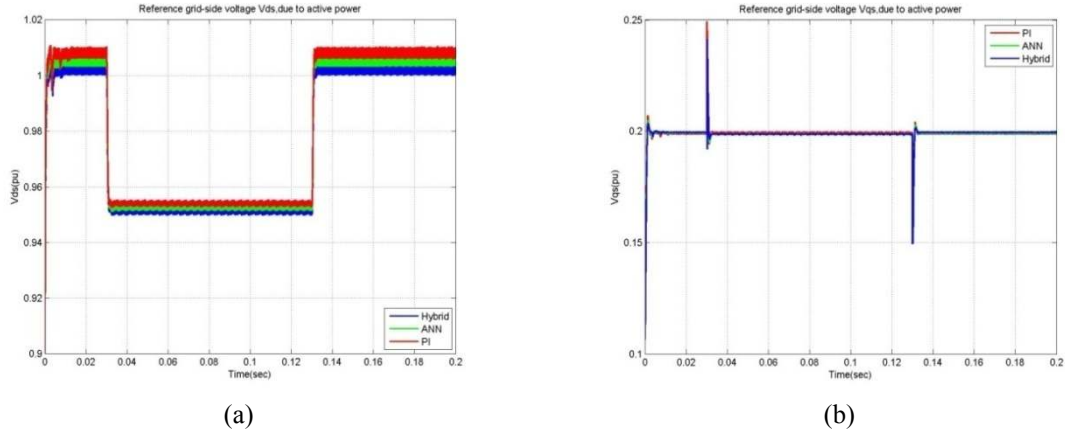 Reference grid-side voltage Vds,due to active power
1.02
1
0.98
0.96
0.94
0.92
0.9
Vds(pu)
0
0.02
0.04
0.06
0.08
0.1
0.12
0.14
0.16
0.18
0.2
Time(sec)
Hybrid
ANN
PI
(a)
Reference grid-side voltage Vqs,due to active power
0.25
0.2
0.15
0.1
Vqs(pu)
0
0.02
0.04
0.06
0.08
0.1
0.12
0.14
0.16
0.18
0.2
Time(sec)
PI
ANN
Hybrid
(b)